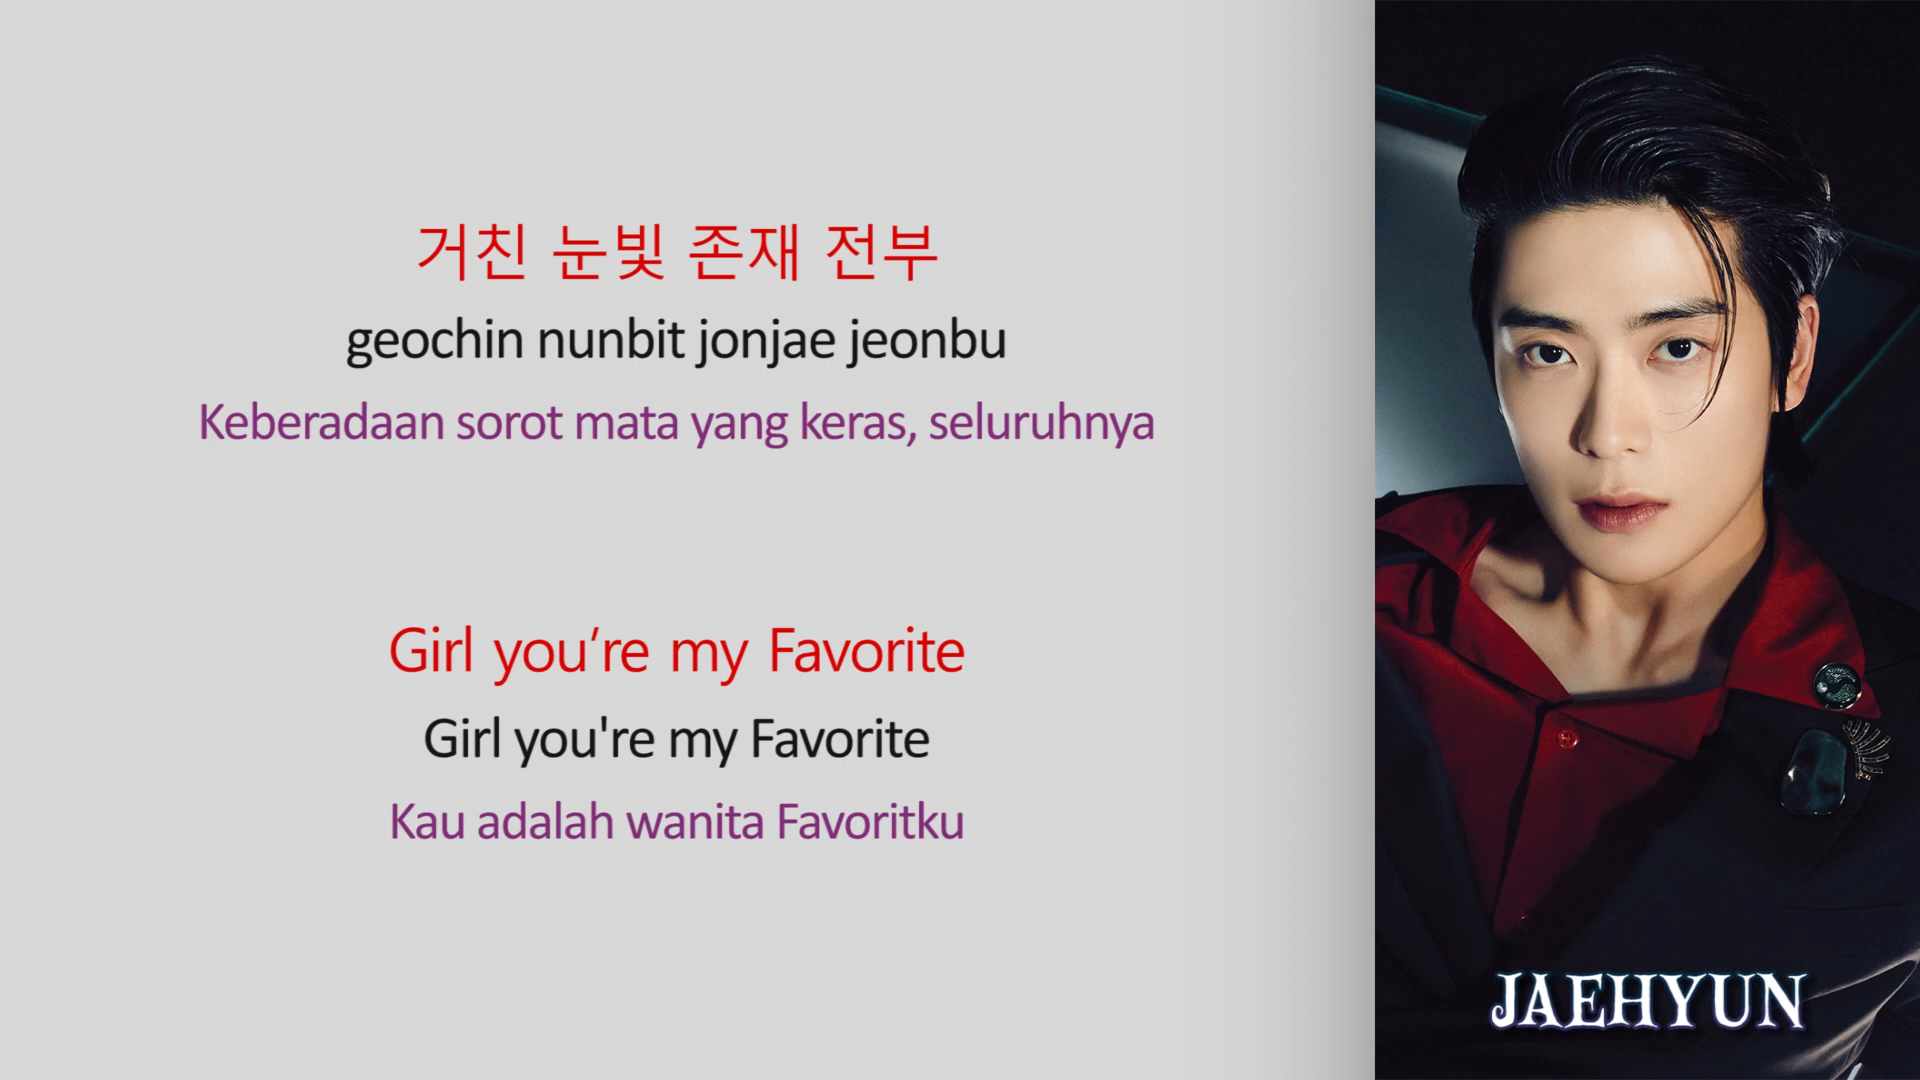 거친 눈빛 존재 전부
geochin nunbit jonjae jeonbu
Keberadaan sorot mata yang keras, seluruhnya
Girl you're my Favorite
Girl you're my Favorite
Kau adalah wanita Favoritku
JAEHYUN